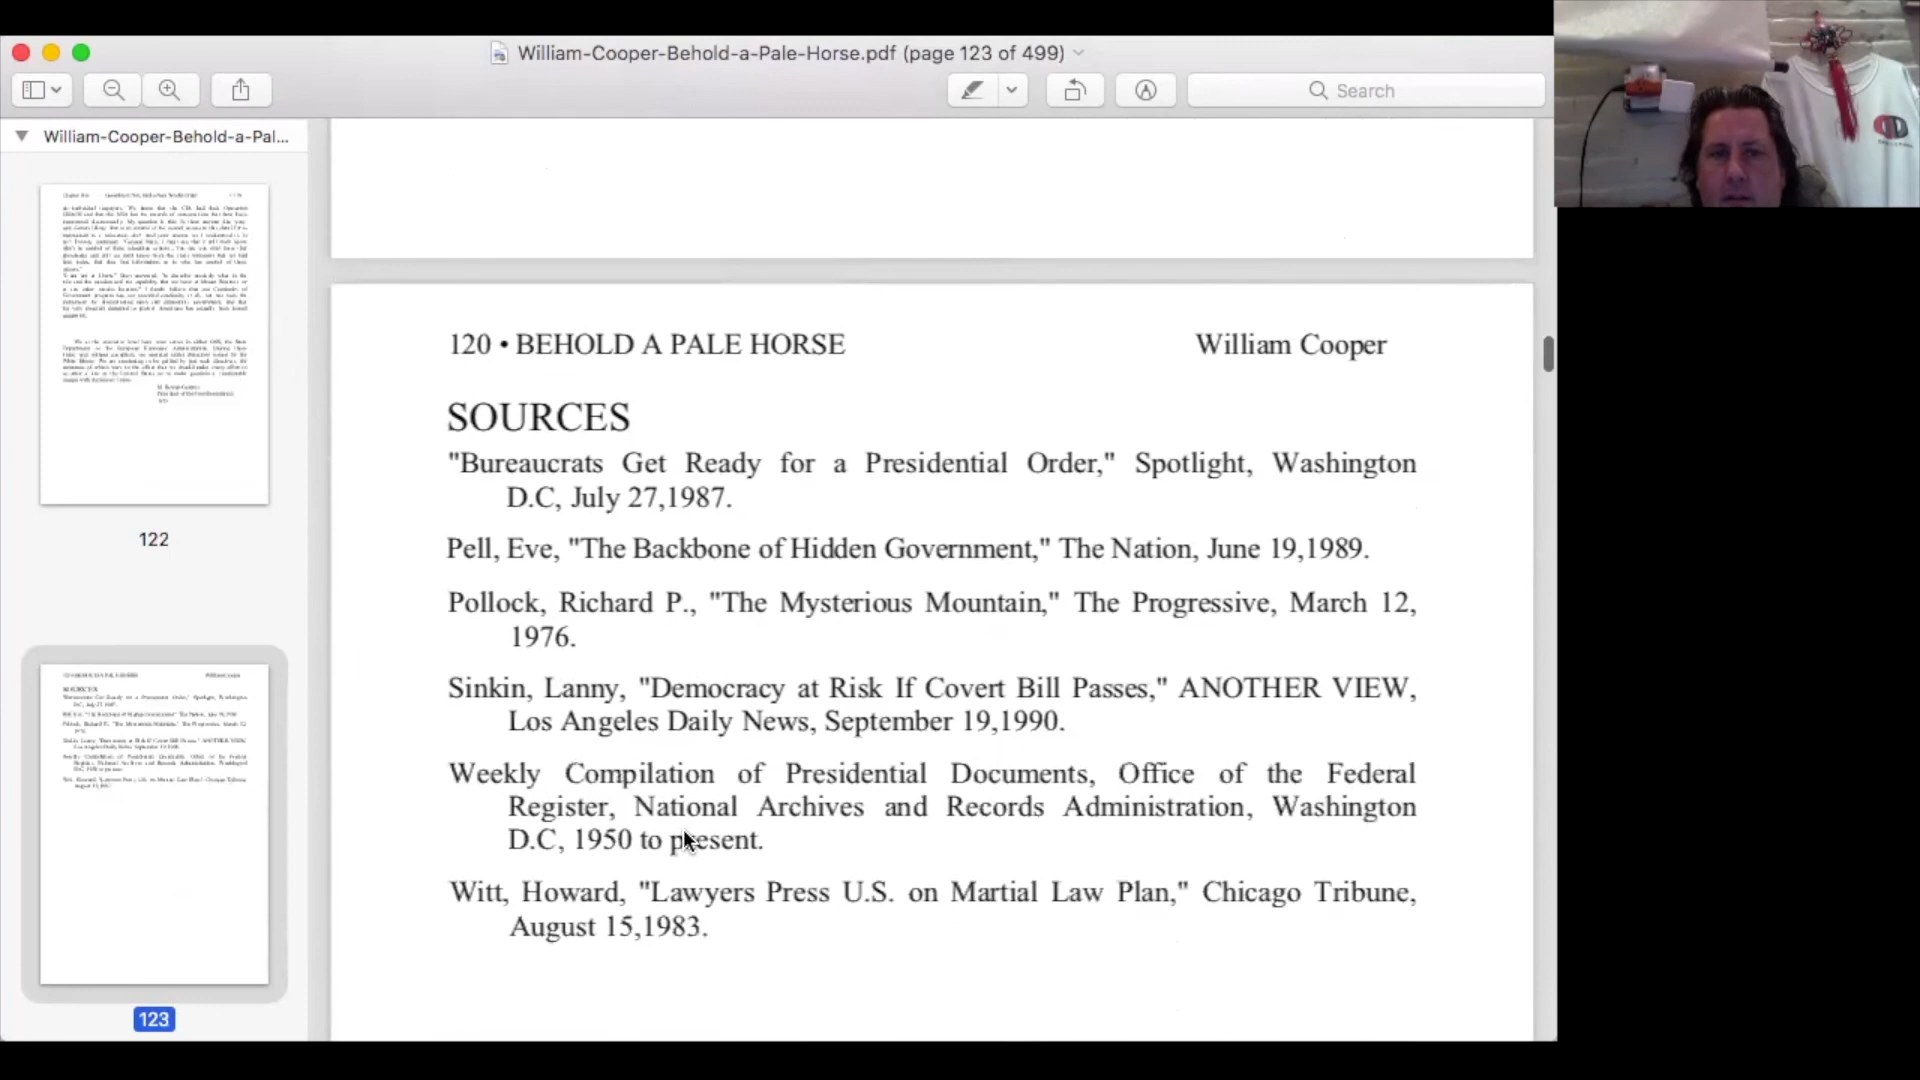 William-Cooper-Behold-a-Pale-Horse.pdf (page 123 of 499)
Search
William-Cooper-Behold-a-Pal...
122
123
120 • BEHOLD A PALE HORSE William Cooper
SOURCES
"Bureaucrats Get Ready for a Presidential Order," Spotlight, Washington
D.C, July 27,1987.
Pell, Eve, "The Backbone of Hidden Government," The Nation, June 19,1989.
Pollock, Richard P., "The Mysterious Mountain," The Progressive, March 12,
1976.
Sinkin, Lanny, "Democracy at Risk If Covert Bill Passes," ANOTHER VIEW,
Los Angeles Daily News, September 19,1990.
Weekly Compilation of Presidential Documents, Office of the Federal
Register, National Archives and Records Administration, Washington
D.C, 1950 to present.
Witt, Howard, "Lawyers Press U.S. on Martial Law Plan," Chicago Tribune,
August 15,1983.